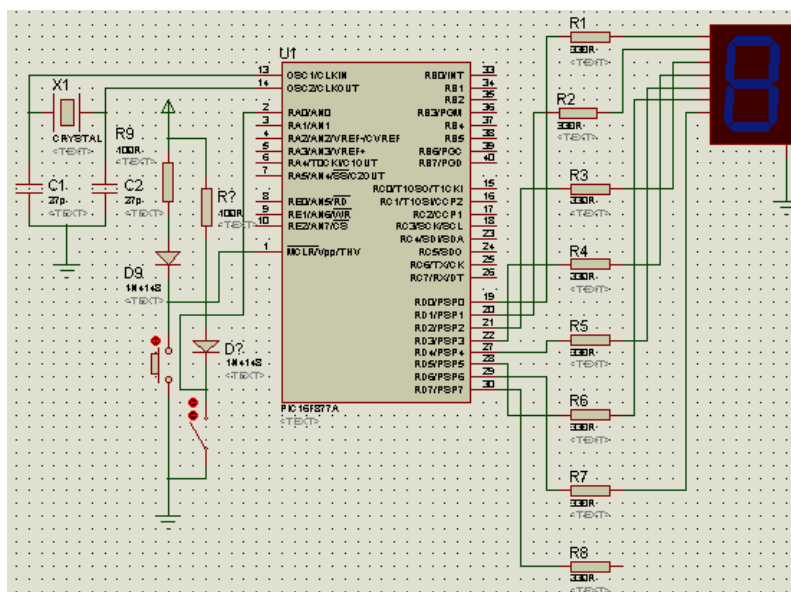 U1
13 OSC1/CLKIN
14 OSC2/CLKOUT
2 RA0/AN0
3 RA1/AN1
4 RA2/AN2/VREF-/CVREF
5 RA3/AN3/VREF+
6 RA4/T0CKI/C1OUT
7 RA5/AN4/SS/C2OUT
8 RE0/AN5/RD
9 RE1/AN6/WR
10 RE2/AN7/CS
1 MCLR/Vpp/THV
RB0/INT 33
RB1 34
RB2 35
RB3/PGM 36
RB4 37
RB5 38
RB6/PGC 39
RB7/PGD 40
RC0/T1OSO/T1CKI 15
RC1/T1OSI/CCP2 16
RC2/CCP1 17
RC3/SCK/SCL 18
RC4/SDI/SDA 23
RC5/SDO 24
RC6/TX/CK 25
RC7/RX/DT 26
RD0/PSP0 19
RD1/PSP1 20
RD2/PSP2 21
RD3/PSP3 22
RD4/PSP4 27
RD5/PSP5 28
RD6/PSP6 29
RD7/PSP7 30
PIC16F877A
<TEXT>
X1
CRYSTAL
<TEXT>
C1
27p
<TEXT>
C2
27p
<TEXT>
R9
100R
<TEXT>
R?
100R
<TEXT>
D9
1N4148
<TEXT>
D?
1N4148
<TEXT>
R1
330R
<TEXT>
R2
330R
<TEXT>
R3
330R
<TEXT>
R4
330R
<TEXT>
R5
330R
<TEXT>
R6
330R
<TEXT>
R7
330R
<TEXT>
R8
330R
<TEXT>